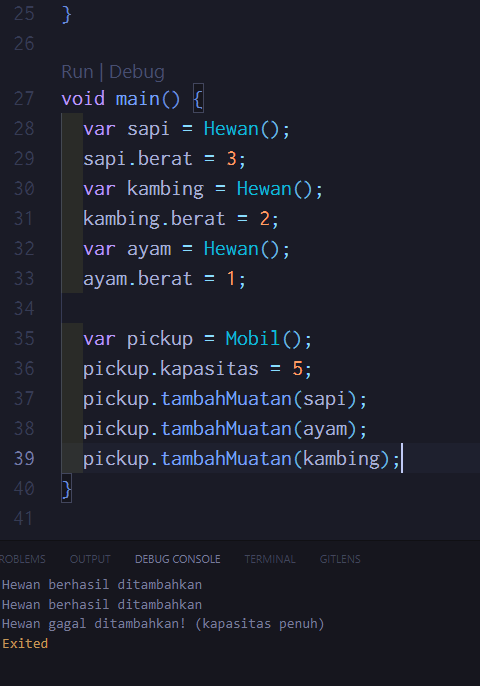 25 }
26
Run | Debug
27 void main() {
28 var sapi = Hewan();
29 sapi.berat = 3;
30 var kambing = Hewan();
31 kambing.berat = 2;
32 var ayam = Hewan();
33 ayam.berat = 1;
34
35 var pickup = Mobil();
36 pickup.kapasitas = 5;
37 pickup.tambahMuatan(sapi);
38 pickup.tambahMuatan(ayam);
39 pickup.tambahMuatan(kambing);
40 }
41
ROBLEMS OUTPUT DEBUG CONSOLE TERMINAL GITLENS
Hewan berhasil ditambahkan
Hewan berhasil ditambahkan
Hewan gagal ditambahkan! (kapasitas penuh)
Exited